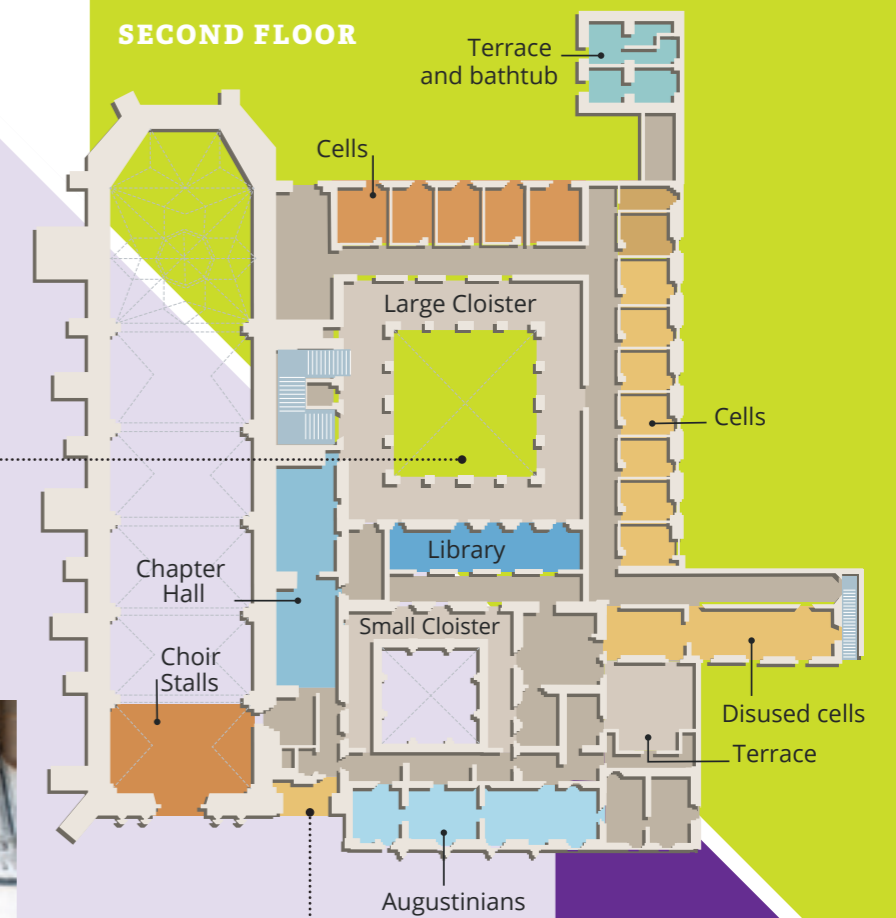 SECOND FLOOR
Terrace
and bathtub
Cells
Large Cloister
Cells
Library
Chapter
Hall
Small Cloister
Choir
Stalls
Disused cells
Terrace
Augustinians